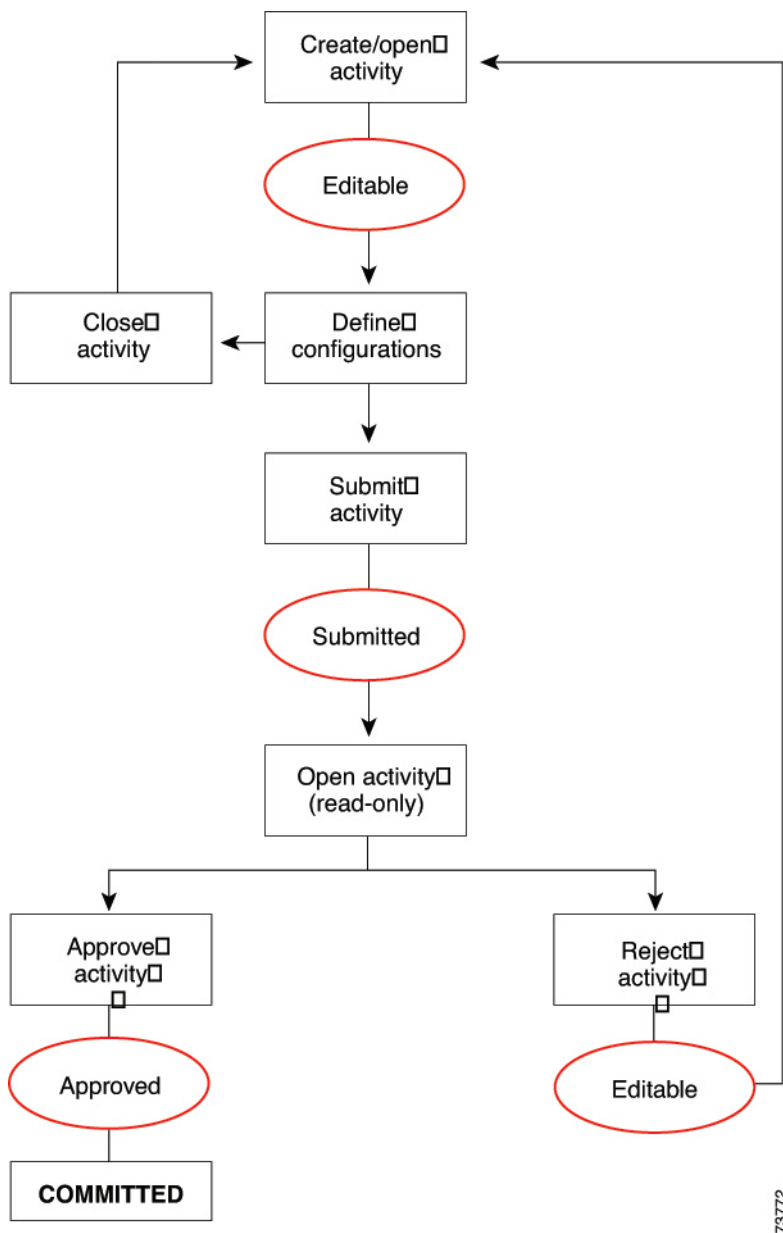 Create/open
activity
Editable
Close
activity
Define
configurations
Submit
activity
Submitted
Open activity
(read-only)
Approve
activity
Reject
activity
Approved
Editable
COMMITTED
73772